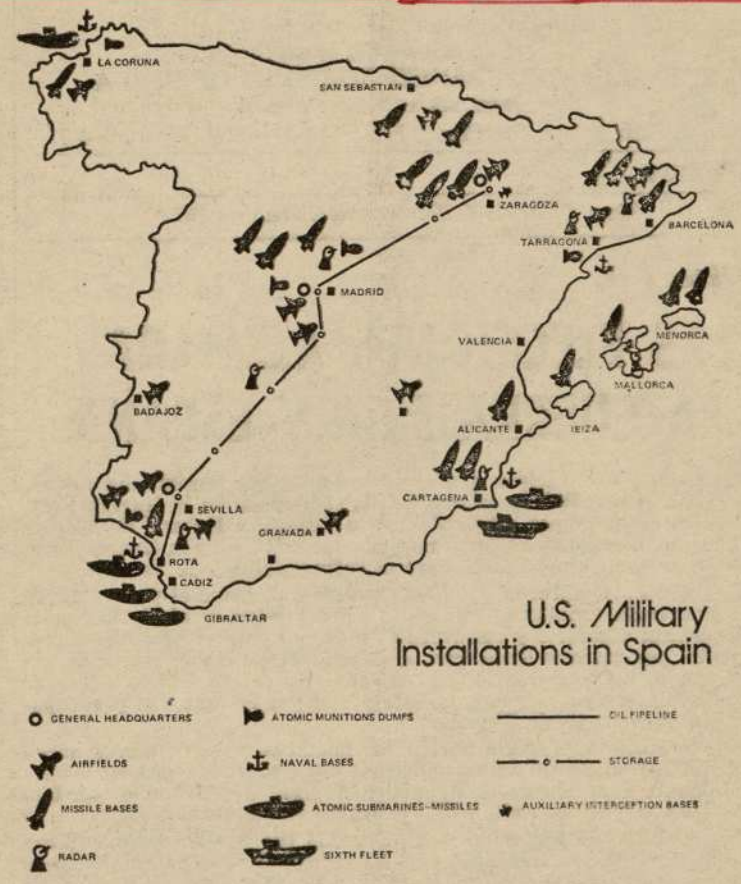 LA CORUNA
SAN SEBASTIAN
ZARAGOZA
BARCELONA
TARRAGONA
MADRID
MENORCA
VALENCIA
MALLORCA
BADAJOZ
ALICANTE
IEIZA
CARTAGENA
SEVILLA
GRANADA
ROTA
CADIZ
GIBRALTAR
U.S. Military
Installations in Spain
GENERAL HEADQUARTERS
ATOMIC MUNITIONS DUMPS
OIL PIPELINE
AIRFIELDS
NAVAL BASES
STORAGE
MISSILE BASES
ATOMIC SUBMARINES-MISSILES
AUXILIARY INTERCEPTION BASES
RADAR
SIXTH FLEET